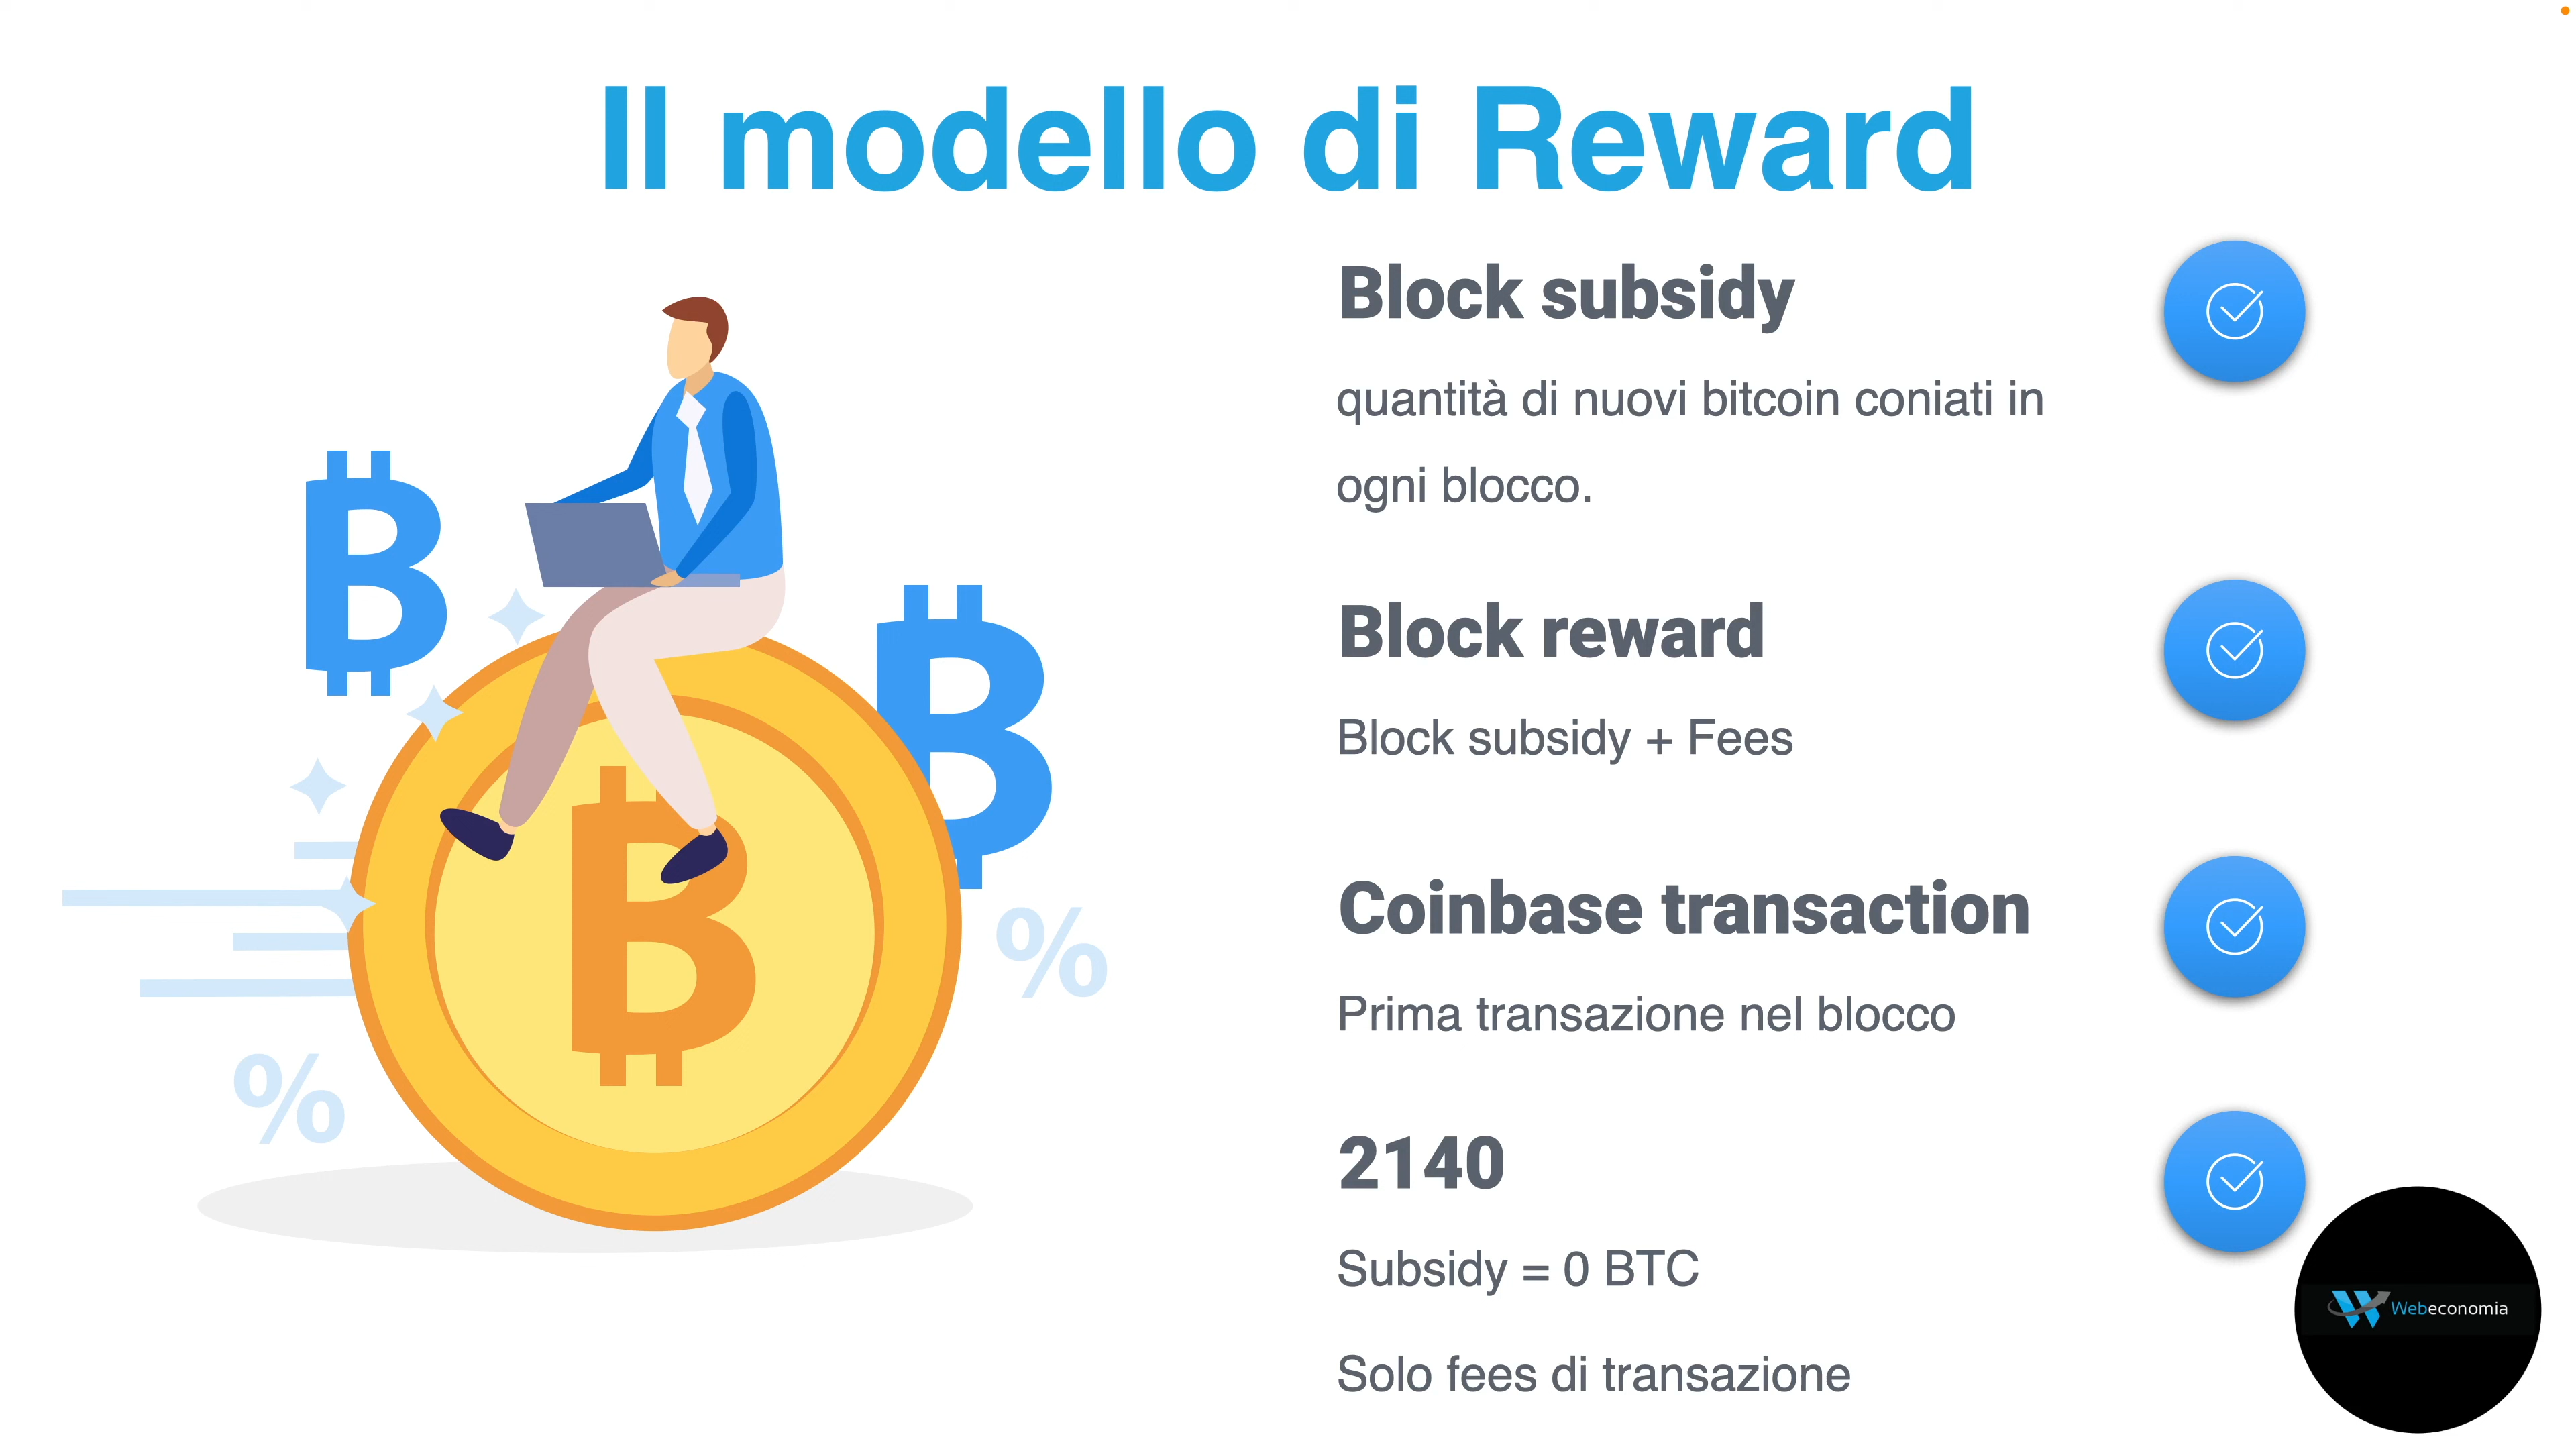 Il modello di Reward
Block subsidy
quantità di nuovi bitcoin coniati in
ogni blocco.
Block reward
Block subsidy + Fees
Coinbase transaction
Prima transazione nel blocco
2140
Subsidy = 0 BTC
Solo fees di transazione
Webeconomia
%
%